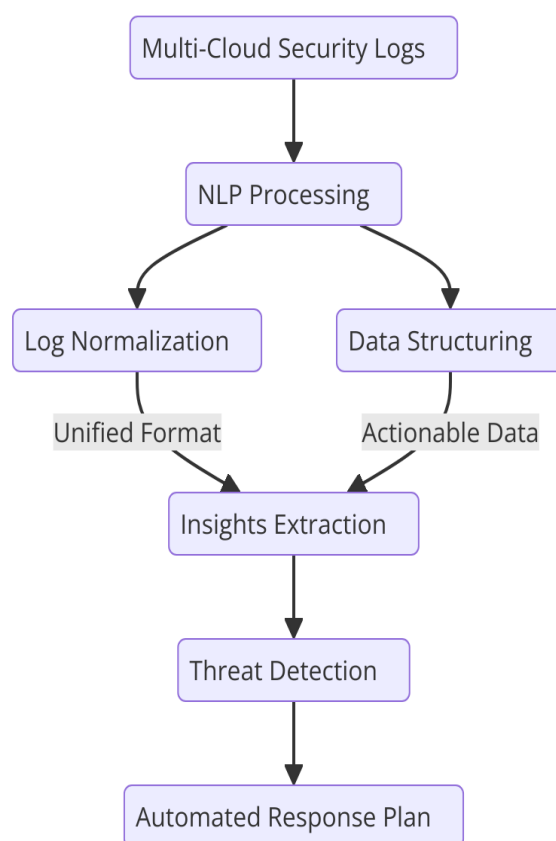 Multi-Cloud Security Logs
NLP Processing
Log Normalization
Data Structuring
Unified Format
Actionable Data
Insights Extraction
Threat Detection
Automated Response Plan